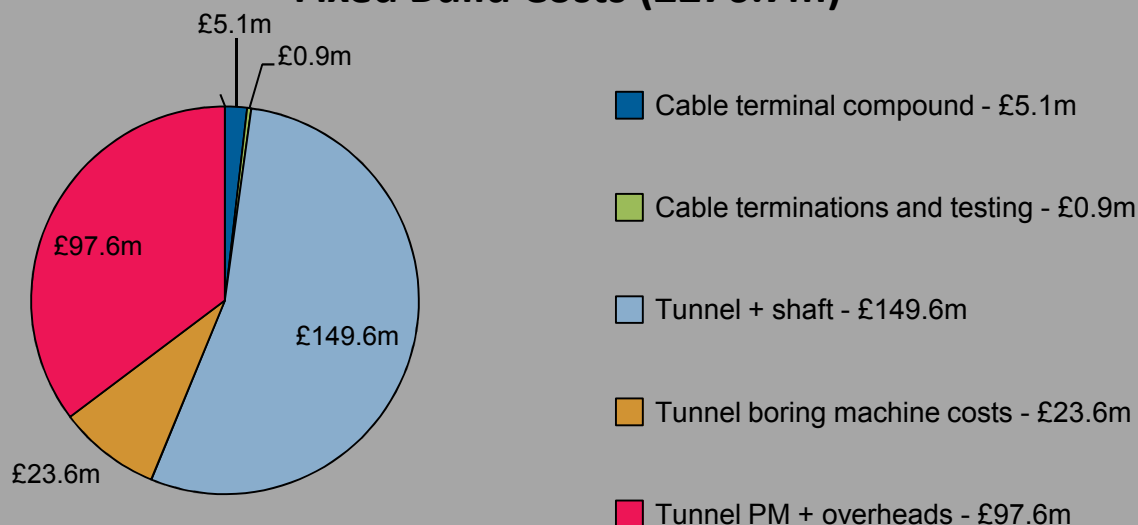 £5.1m
£0.9m
£97.6m
£149.6m
£23.6m
Cable terminal compound - £5.1m
Cable terminations and testing - £0.9m
Tunnel + shaft - £149.6m
Tunnel boring machine costs - £23.6m
Tunnel PM + overheads - £97.6m